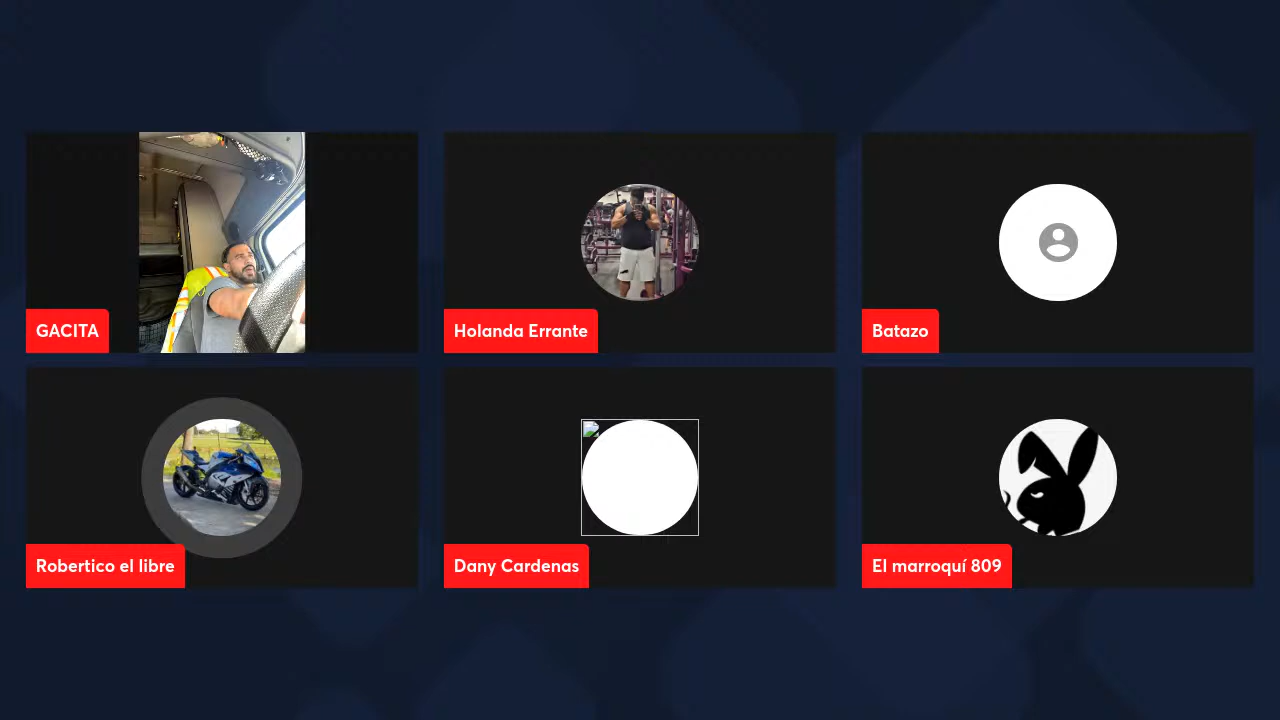 GACITA
Holanda Errante
Batazo
Robertico el libre
Dany Cardenas
El marroquí 809